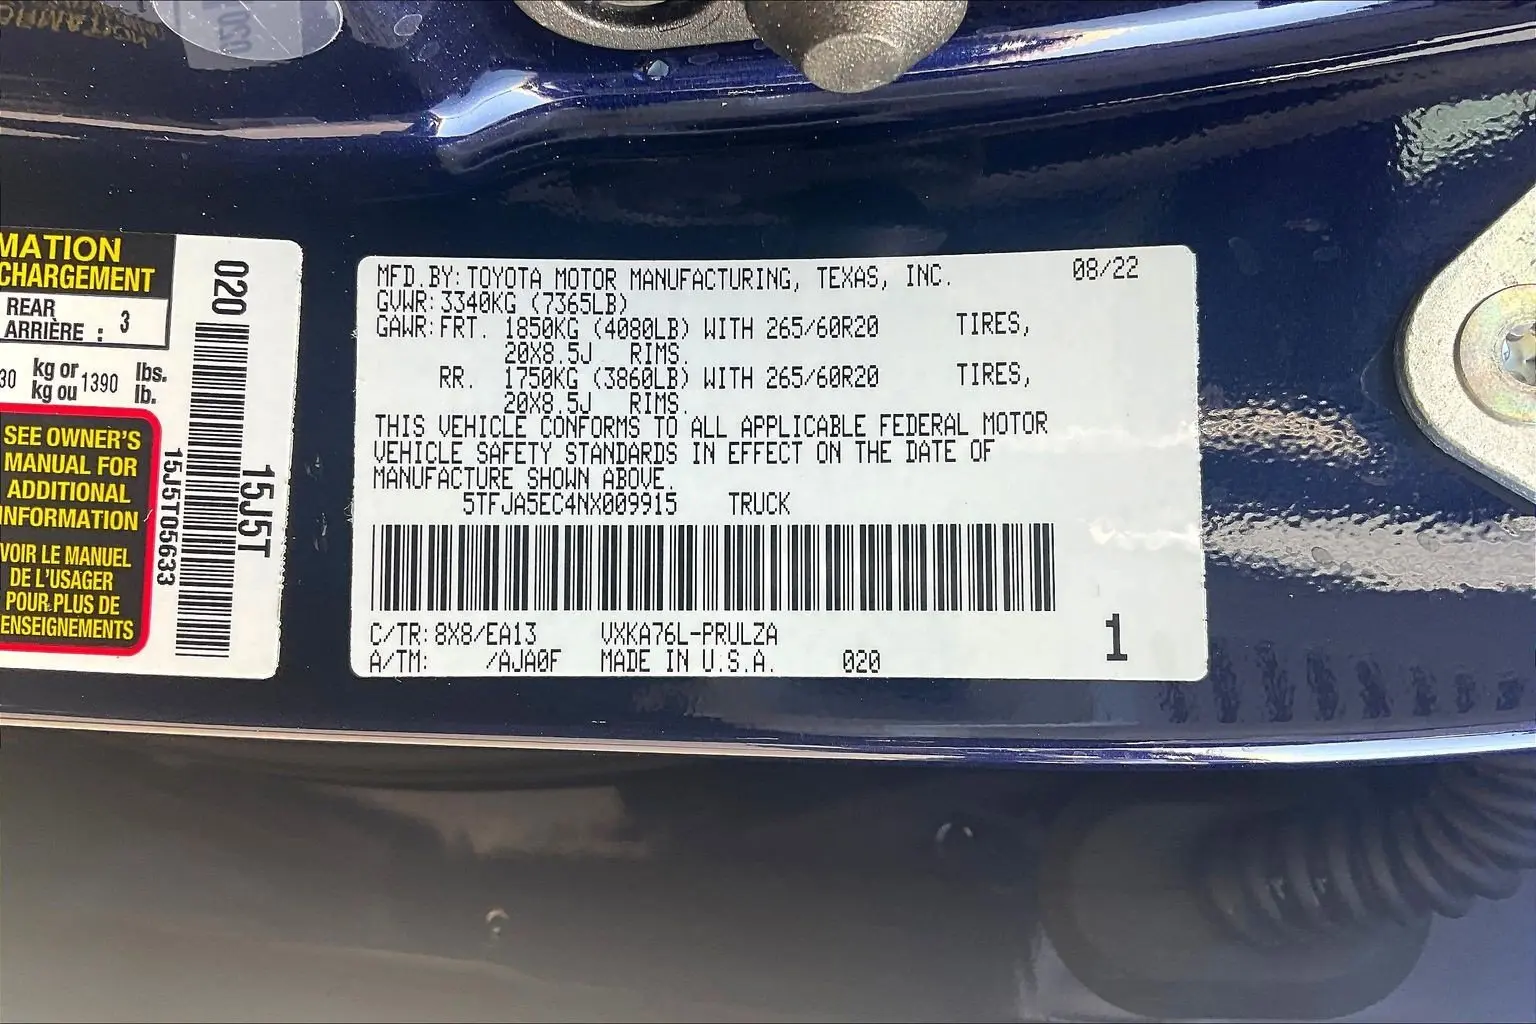 MATION
CHARGEMENT
REAR
ARRIÈRE : 3
30 kg or 1390 lbs.
kg ou lb.
SEE OWNER'S
MANUAL FOR
ADDITIONAL
INFORMATION
VOIR LE MANUEL
DE L'USAGER
POUR PLUS DE
ENSEIGNEMENTS
020
15J5T05633
15J5T
MFD.BY:TOYOTA MOTOR MANUFACTURING, TEXAS, INC. 08/22
GVWR:3340KG (7365LB)
GAWR:FRT. 1850KG (4080LB) WITH 265/60R20 TIRES,
20X8.5J RIMS.
RR. 1750KG (3860LB) WITH 265/60R20 TIRES,
20X8.5J RIMS.
THIS VEHICLE CONFORMS TO ALL APPLICABLE FEDERAL MOTOR
VEHICLE SAFETY STANDARDS IN EFFECT ON THE DATE OF
MANUFACTURE SHOWN ABOVE.
5TFJA5EC4NX009915 TRUCK
C/TR:8X8/EA13 VXKA76L-PRULZA
A/TM: /AJA0F MADE IN U.S.A. 020
1